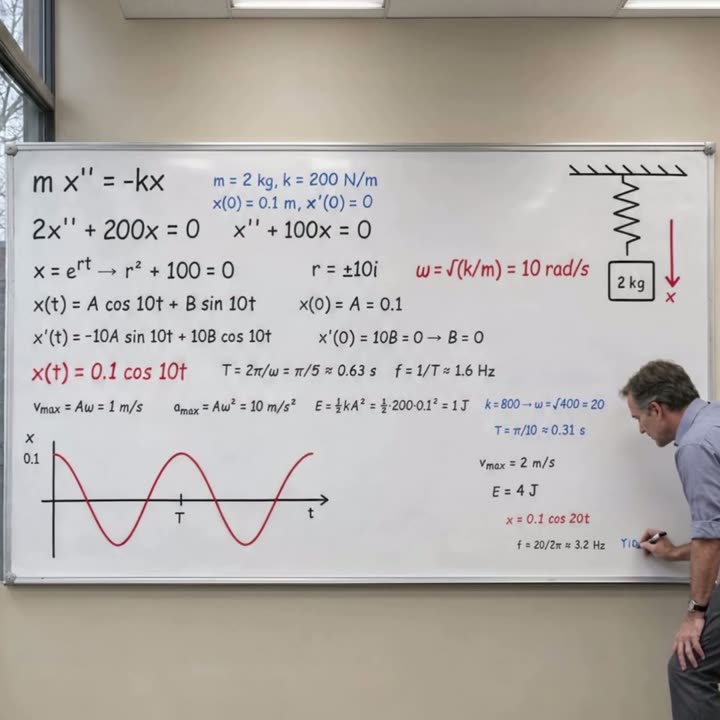 m x'' = -kx
m = 2 kg, k = 200 N/m
x(0) = 0.1 m, x'(0) = 0
2x'' + 200x = 0 x'' + 100x = 0
x = e^rt → r² + 100 = 0 r = ±10i ω = √(k/m) = 10 rad/s
x(t) = A cos 10t + B sin 10t x(0) = A = 0.1
x'(t) = -10A sin 10t + 10B cos 10t x'(0) = 10B = 0 → B = 0
x(t) = 0.1 cos 10t T = 2π/ω = π/5 ≈ 0.63 s f = 1/T ≈ 1.6 Hz
vmax = Aω = 1 m/s amax = Aω² = 10 m/s² E = ½kA² = ½·200·0.1² = 1 J
k = 800 → ω = √400 = 20
T = π/10 ≈ 0.31 s
vmax = 2 m/s
E = 4 J
x = 0.1 cos 20t
f = 20/2π ≈ 3.2 Hz
2 kg
x
x
0.1
T
t